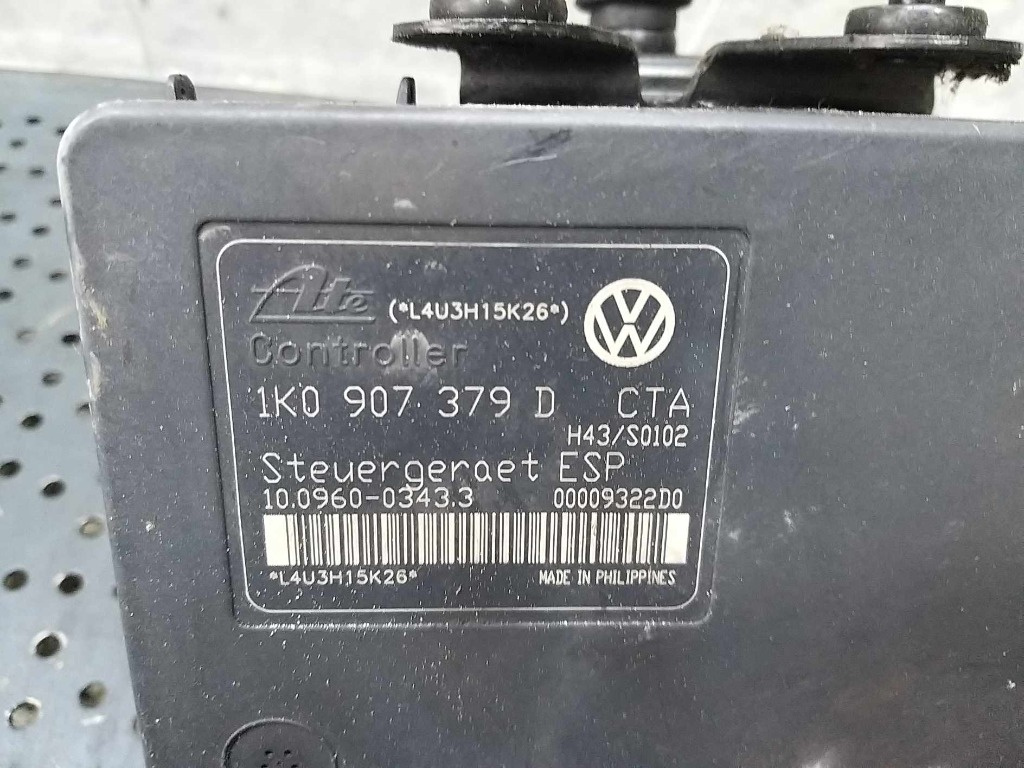 Ate (*L4U3H15K26*)
Controller
1K0 907 379 D CTA
H43/S0102
Steuergeraet ESP
10.0960-0343.3 00009322D0
*L4U3H15K26* MADE IN PHILIPPINES